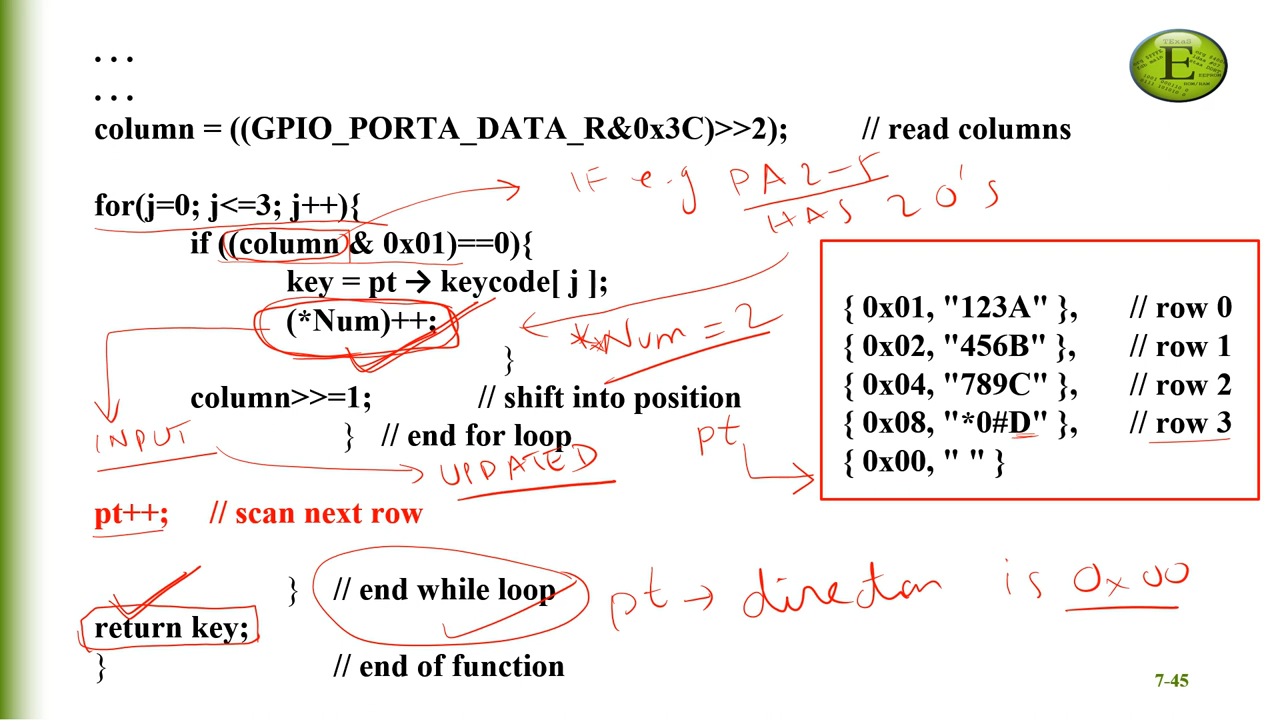 ...
...
column = ((GPIO_PORTA_DATA_R&0x3C)>>2); // read columns
IF e.g PA2-5
HAS 2 0's
for(j=0; j<=3; j++){
if ((column & 0x01)==0){
key = pt → keycode[ j ];
(*Num)++;
*Num = 2
}
column>>=1; // shift into position
} // end for loop
INPUT
UPDATED
pt
{ 0x01, "123A" }, // row 0
{ 0x02, "456B" }, // row 1
{ 0x04, "789C" }, // row 2
{ 0x08, "*0#D" }, // row 3
{ 0x00, " " }
pt++; // scan next row
} // end while loop
pt → direction is 0x00
return key;
} // end of function
7-45
E